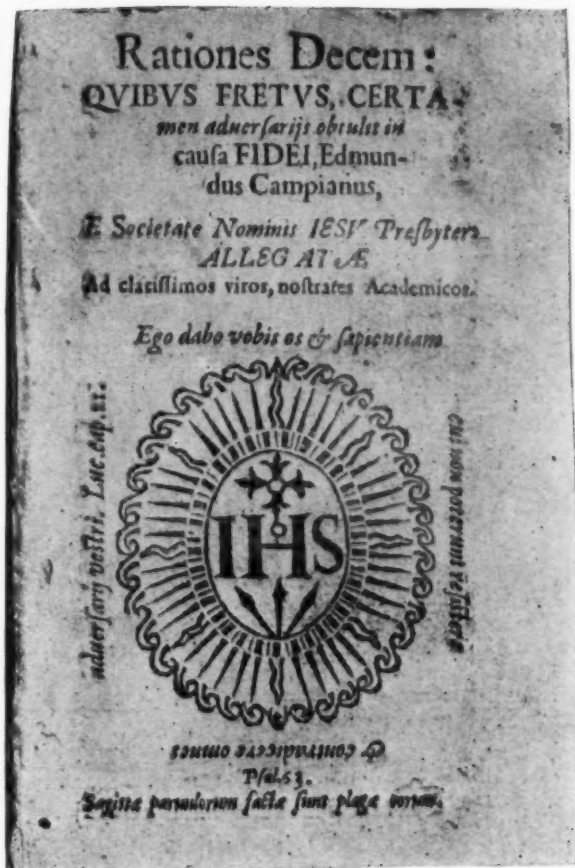 Rationes Decem:
QVIBVS FRETVS, CERTA-
men aduerſarijs obtulit in
cauſa FIDEI, Edmun-
dus Campianus,
E Societate Nominis IESV Preſbyter
ALLEGATÆ
Ad clariſſimos viros, noſtrates Academicos.
Ego dabo vobis os & ſapientiam
cui non poterunt reſiſtere
& contradicere omnes
aduerſarij veſtri. Luc. cap. 21.
IHS
Pſal. 63.
Sagittæ paruulorum factæ ſunt plagæ eorum.